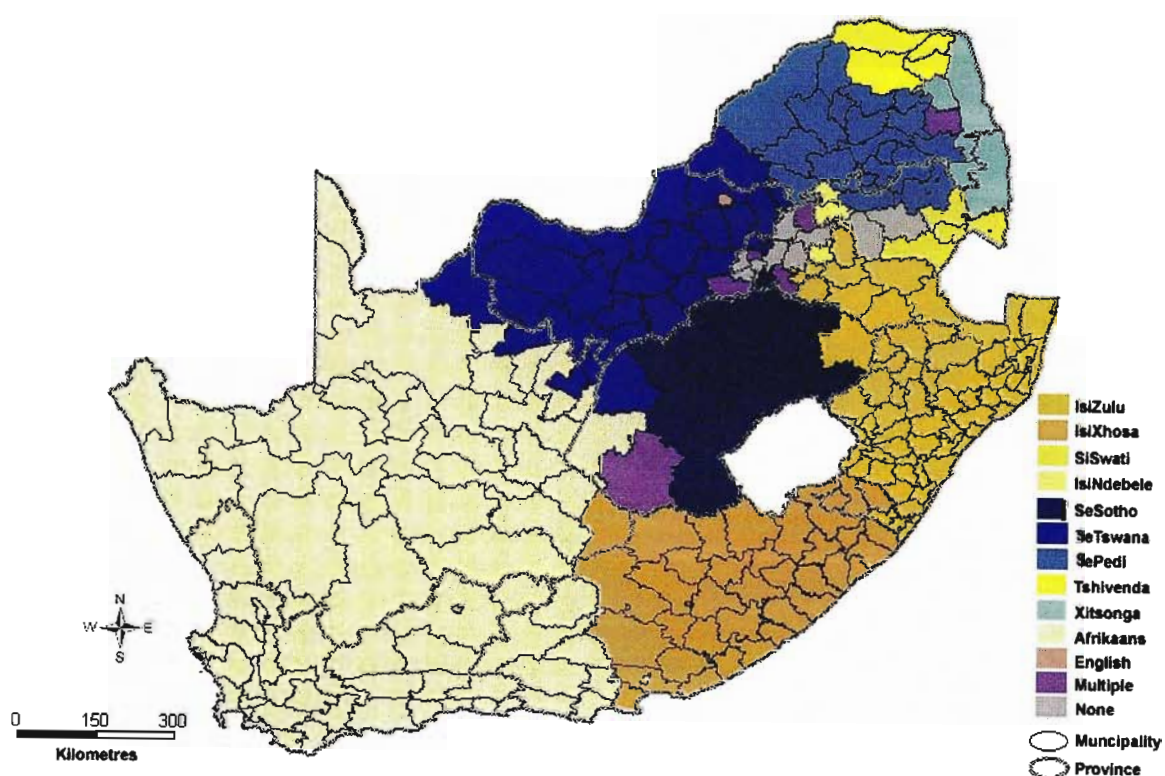 IsiZulu
IsiXhosa
SiSwati
IsiNdebele
SeSotho
SeTswana
SePedi
Tshivenda
Xitsonga
Afrikaans
English
Multiple
None
Muncipality
Province
N
W E
S
0 150 300
Kilometres